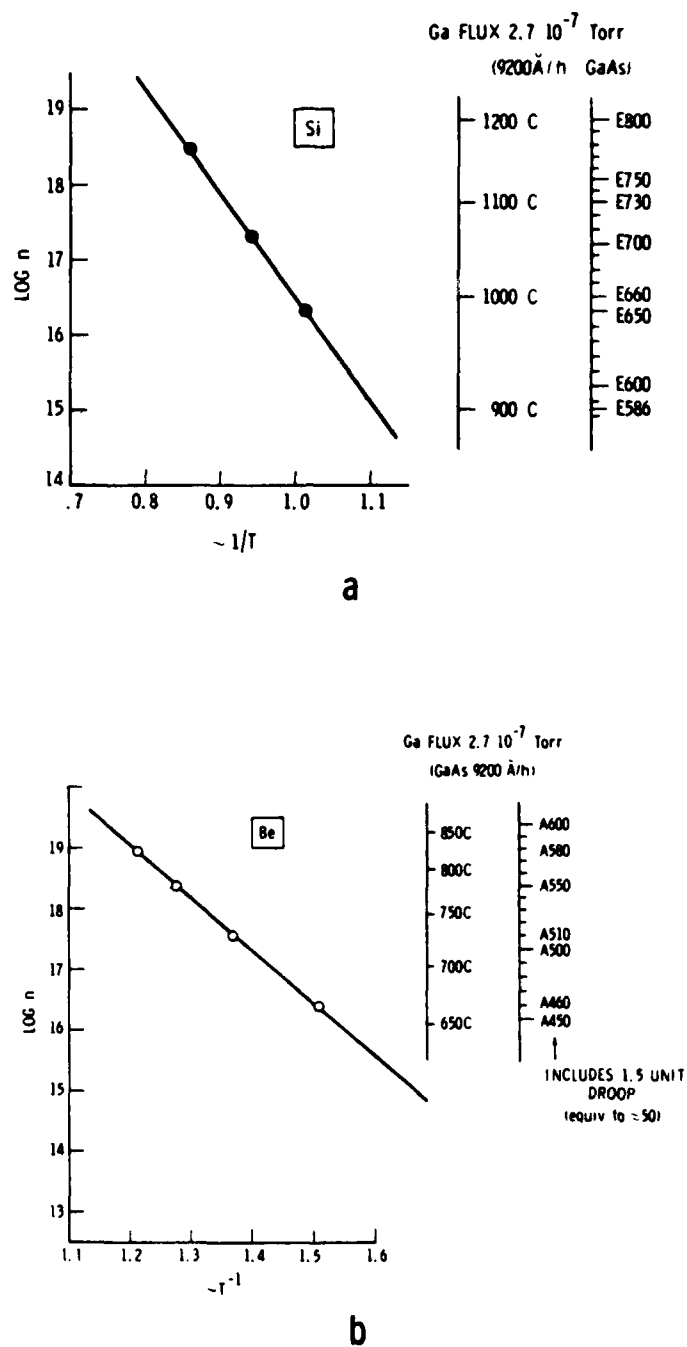 Ga FLUX 2.7 10⁻⁷ Torr
(9200Å/h GaAs)
Si
LOG n
19
18
17
16
15
14
.7 0.8 0.9 1.0 1.1
~ 1/T
1200 C
1100 C
1000 C
900 C
E800
E750
E730
E700
E660
E650
E600
E586
a
Ga FLUX 2.7 10⁻⁷ Torr
(GaAs 9200 Å/h)
Be
LOG n
19
18
17
16
15
14
13
1.1 1.2 1.3 1.4 1.5 1.6
~T⁻¹
850C
800C
750C
700C
650C
A600
A580
A550
A510
A500
A460
A450
INCLUDES 1.5 UNIT
DROOP
(equiv to ≈50)
b